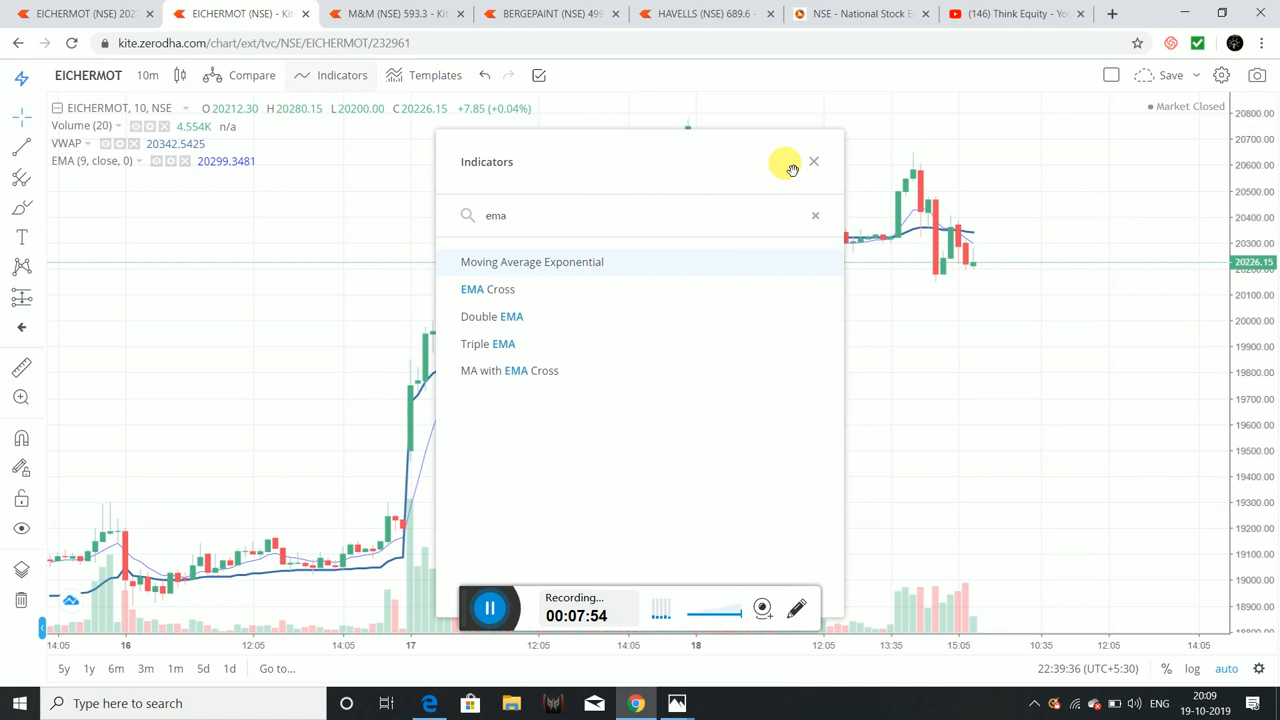 EICHERMOT (NSE) 202
EICHERMOT (NSE) - Kit
M&M (NSE) 593.3 - Kit
BERGEPAINT (NSE) 499
HAVELLS (NSE) 689.6 -
NSE - National Stock E
(146) Think Equity - Yo
kite.zerodha.com/chart/ext/tvc/NSE/EICHERMOT/232961
EICHERMOT 10m Compare Indicators Templates Save
EICHERMOT, 10, NSE O20212.30 H20280.15 L20200.00 C20226.15 +7.85 (+0.04%)
Market Closed
Volume (20) 4.554K n/a
VWAP 20342.5425
EMA (9, close, 0) 20299.3481
Indicators
ema
Moving Average Exponential
EMA Cross
Double EMA
Triple EMA
MA with EMA Cross
20800.00
20700.00
20600.00
20500.00
20400.00
20300.00
20226.15
20100.00
20000.00
19900.00
19800.00
19700.00
19600.00
19500.00
19400.00
19300.00
19200.00
19100.00
19000.00
18900.00
Recording...
00:07:54
14:05 16 12:05 14:05 17 12:05 14:05 18 12:05 13:35 15:05 10:35 12:05 14:05
5y 1y 6m 3m 1m 5d 1d Go to...
22:39:36 (UTC+5:30) % log auto
Type here to search
ENG
20:09
19-10-2019